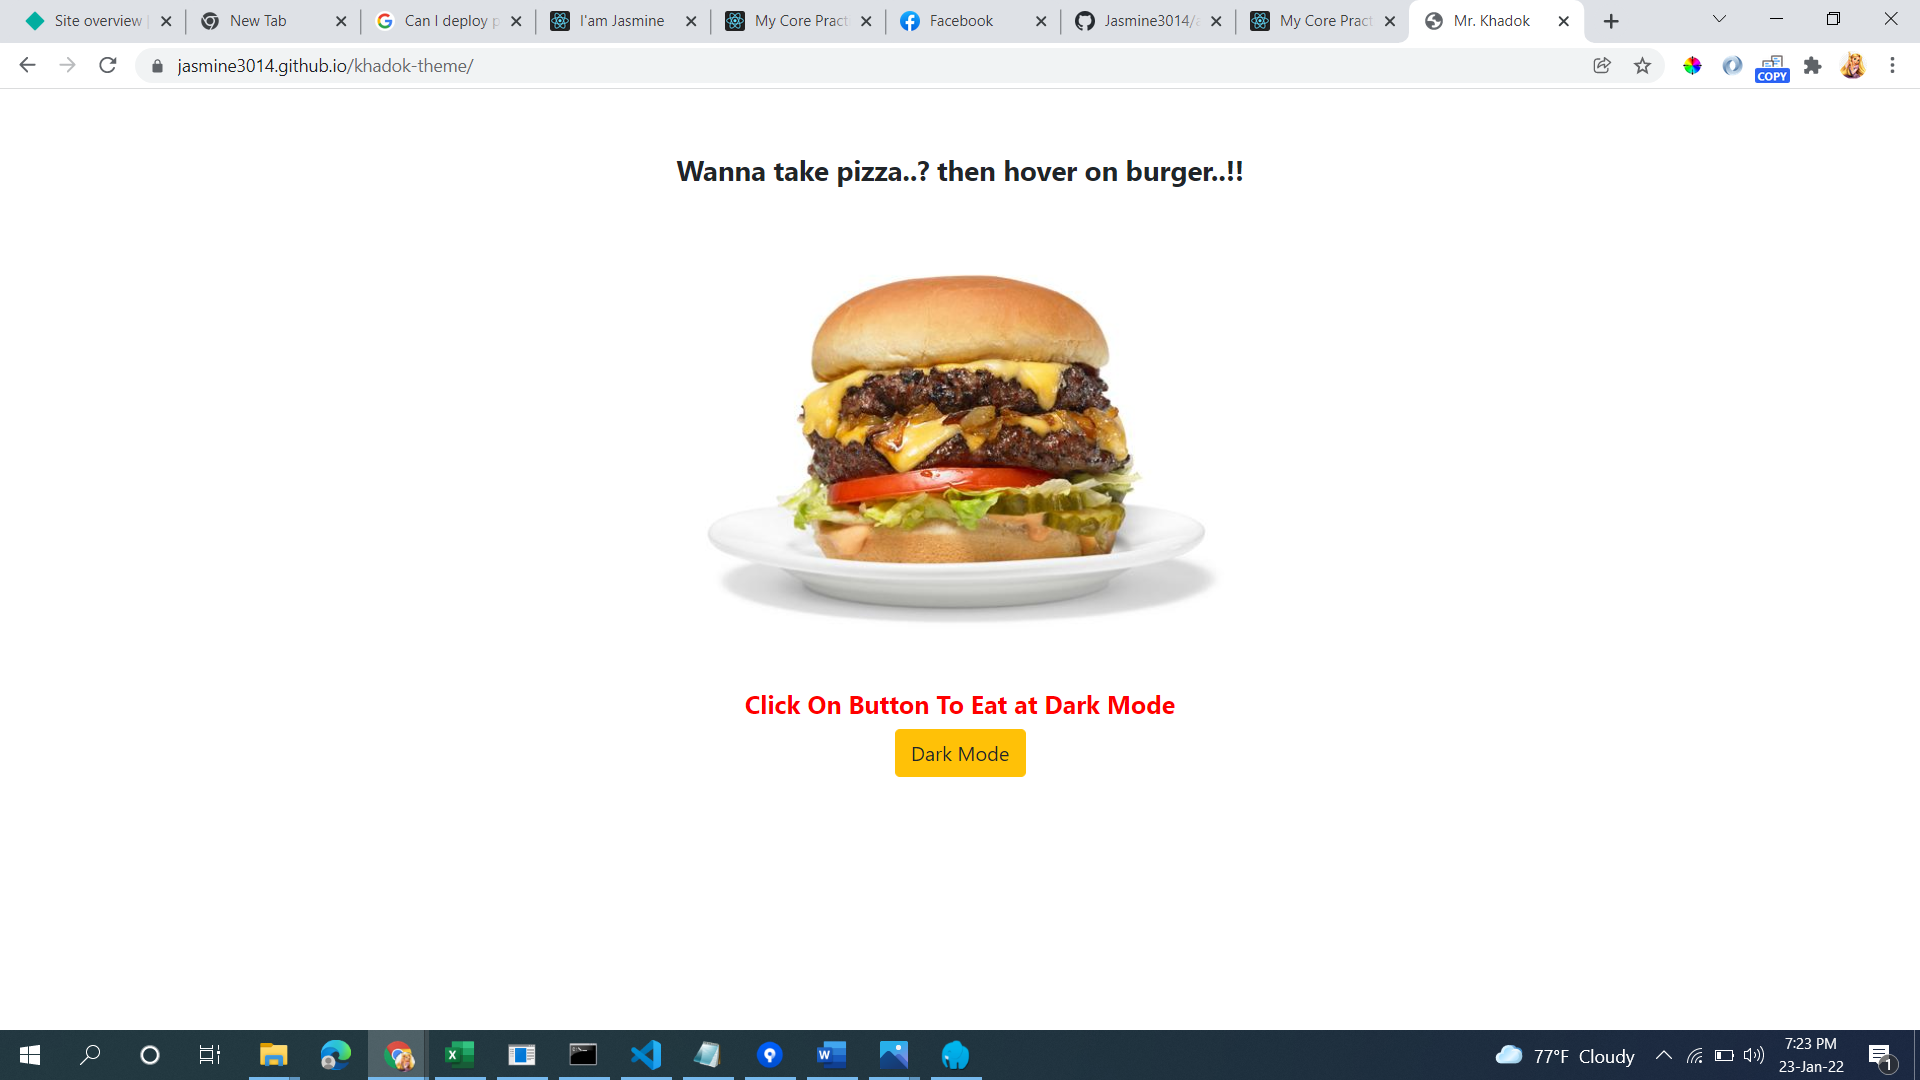 Site overview |
New Tab
Can I deploy p
I'am Jasmine
My Core Pract
Facebook
Jasmine3014/a
My Core Pract
Mr. Khadok
jasmine3014.github.io/khadok-theme/
COPY
Wanna take pizza..? then hover on burger..!!
Click On Button To Eat at Dark Mode
Dark Mode
77°F Cloudy
7:23 PM
23-Jan-22
1